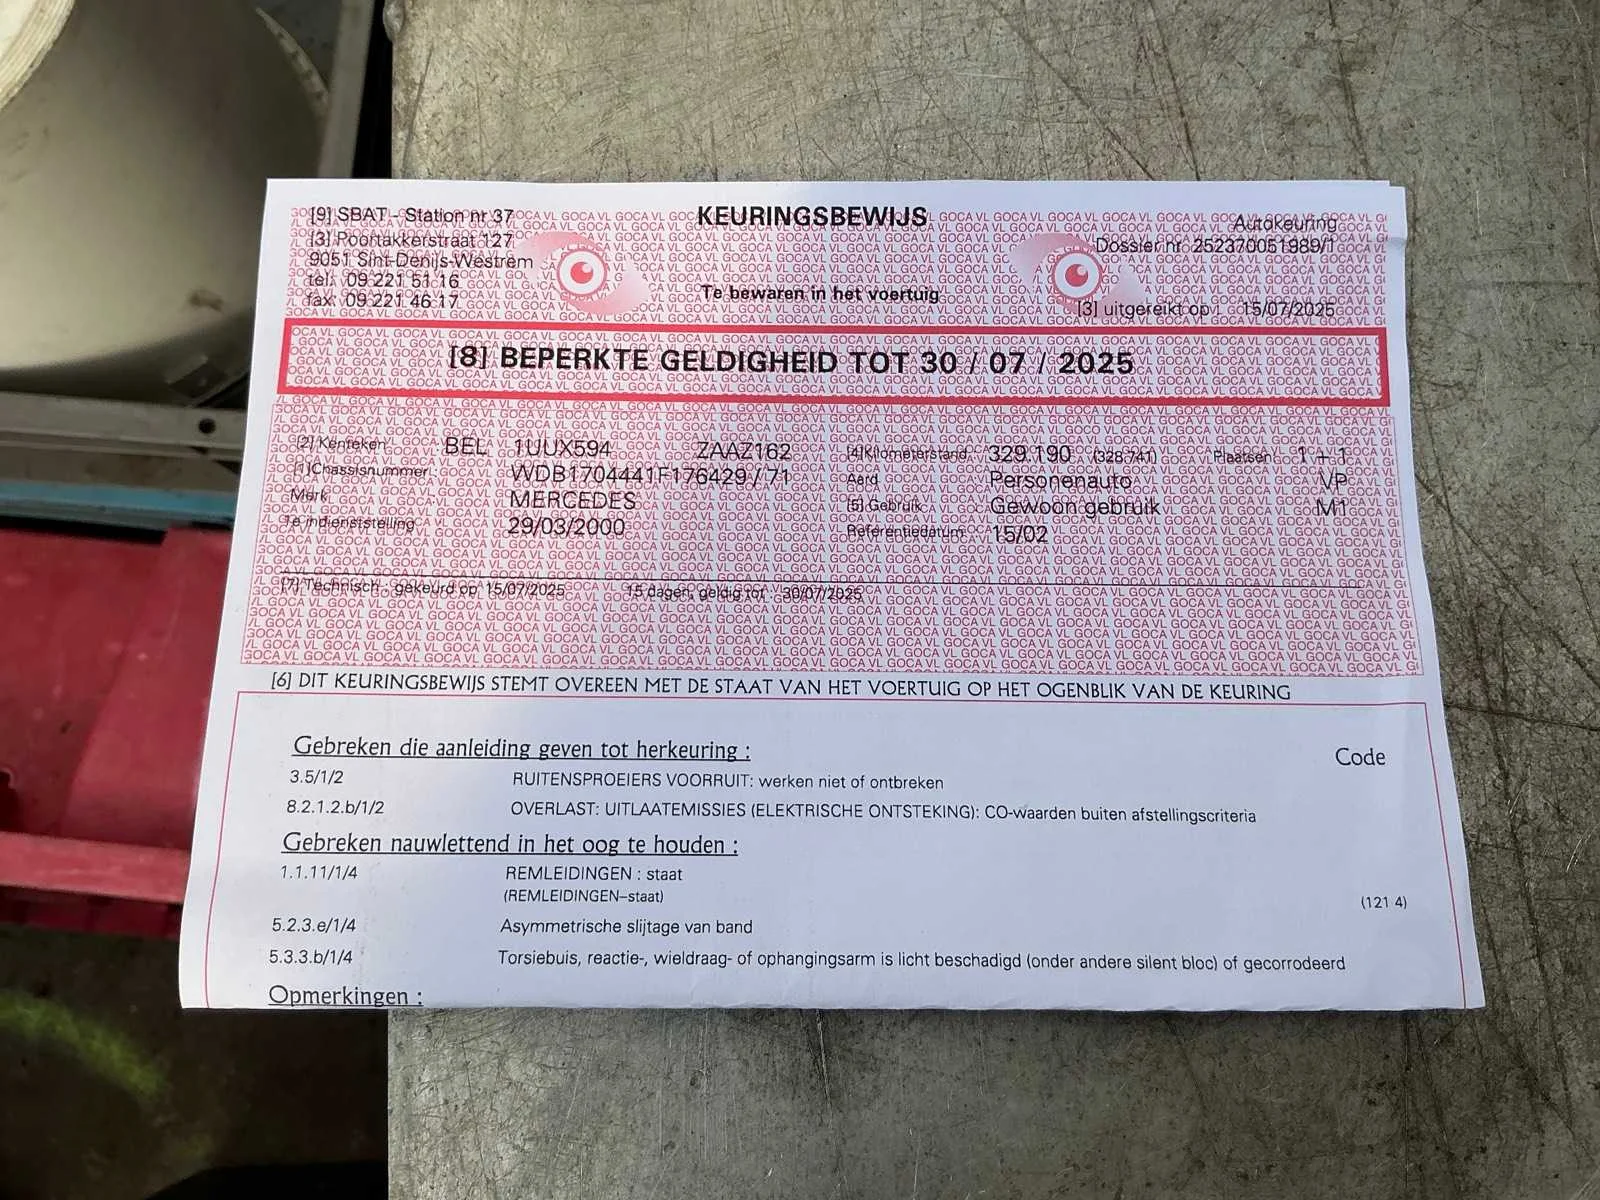 [9] SBAT - Station nr 37
KEURINGSBEWIJS
Autokeuring
[3] Poortakkerstraat 127
Dossier nr 252370051989/1
9051 Sint-Denijs-Westrem
tel: 09 221 51 16
Te bewaren in het voertuig
fax: 09 221 46 17
[3] uitgereikt op 15/07/2025
[8] BEPERKTE GELDIGHEID TOT 30 / 07 / 2025
[2] Kenteken BEL 1UUX594 ZAAZ162 [4]Kilometerstand 329.190 (328.741) Plaatsen 1 + 1
[1]Chassisnummer WDB1704441F176429 / 71 Aard Personenauto VP
Merk MERCEDES [5] Gebruik Gewoon gebruik M1
1e indienststelling 29/03/2000 Referentiedatum 15/02
[7] Technisch gekeurd op 15/07/2025 15 dagen, geldig tot 30/07/2025
[6] DIT KEURINGSBEWIJS STEMT OVEREEN MET DE STAAT VAN HET VOERTUIG OP HET OGENBLIK VAN DE KEURING
Gebreken die aanleiding geven tot herkeuring : Code
3.5/1/2 RUITENSPROEIERS VOORRUIT: werken niet of ontbreken
8.2.1.2.b/1/2 OVERLAST: UITLAATEMISSIES (ELEKTRISCHE ONTSTEKING): CO-waarden buiten afstellingscriteria
Gebreken nauwlettend in het oog te houden :
1.1.11/1/4 REMLEIDINGEN : staat
(REMLEIDINGEN-staat) (121 4)
5.2.3.e/1/4 Asymmetrische slijtage van band
5.3.3.b/1/4 Torsiebuis, reactie-, wieldraag- of ophangingsarm is licht beschadigd (onder andere silent bloc) of gecorrodeerd
Opmerkingen :